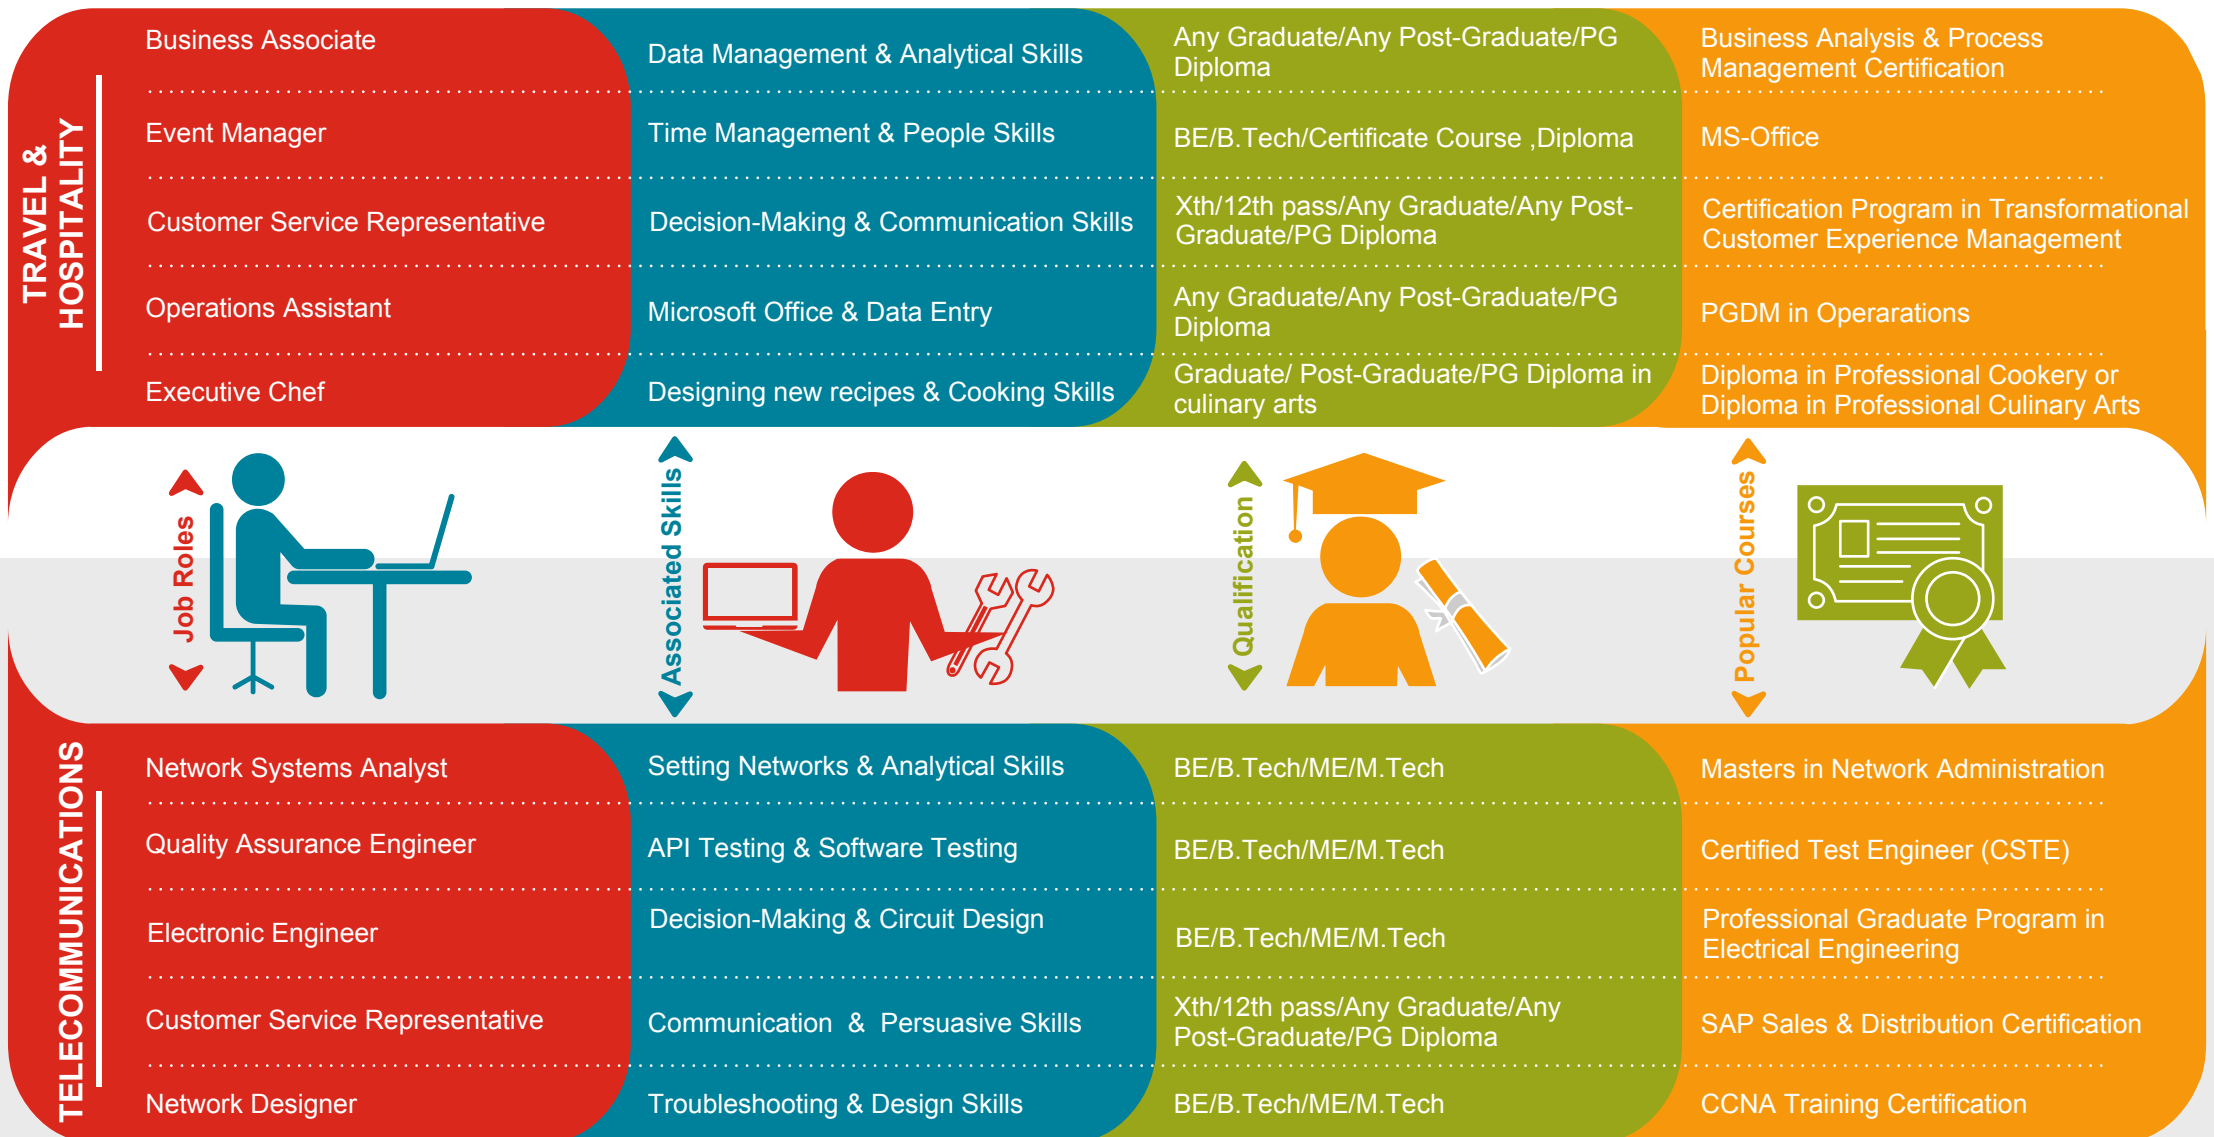 TRAVEL &
HOSPITALITY
Business Associate
Data Management & Analytical Skills
Any Graduate/Any Post-Graduate/PG
Diploma
Business Analysis & Process
Management Certification
Event Manager
Time Management & People Skills
BE/B.Tech/Certificate Course ,Diploma
MS-Office
Customer Service Representative
Decision-Making & Communication Skills
Xth/12th pass/Any Graduate/Any Post-
Graduate/PG Diploma
Certification Program in Transformational
Customer Experience Management
Operations Assistant
Microsoft Office & Data Entry
Any Graduate/Any Post-Graduate/PG
Diploma
PGDM in Operarations
Executive Chef
Designing new recipes & Cooking Skills
Graduate/ Post-Graduate/PG Diploma in
culinary arts
Diploma in Professional Cookery or
Diploma in Professional Culinary Arts
Job Roles
Associated Skills
Qualification
Popular Courses
TELECOMMUNICATIONS
Network Systems Analyst
Setting Networks & Analytical Skills
BE/B.Tech/ME/M.Tech
Masters in Network Administration
Quality Assurance Engineer
API Testing & Software Testing
BE/B.Tech/ME/M.Tech
Certified Test Engineer (CSTE)
Electronic Engineer
Decision-Making & Circuit Design
BE/B.Tech/ME/M.Tech
Professional Graduate Program in
Electrical Engineering
Customer Service Representative
Communication & Persuasive Skills
Xth/12th pass/Any Graduate/Any
Post-Graduate/PG Diploma
SAP Sales & Distribution Certification
Network Designer
Troubleshooting & Design Skills
BE/B.Tech/ME/M.Tech
CCNA Training Certification